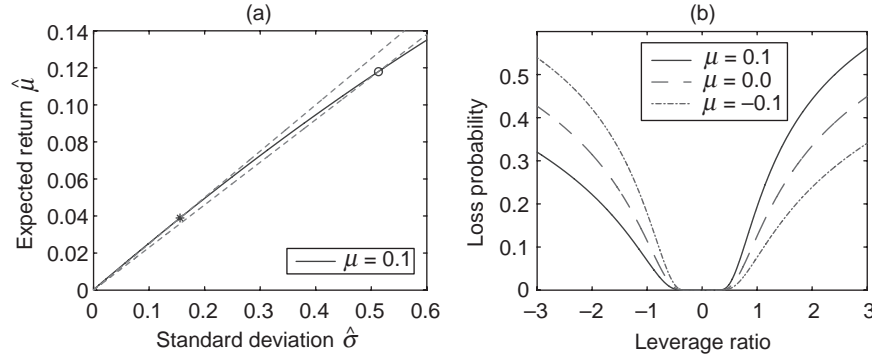 (a)
0.14
0.12
0.10
0.08
0.06
0.04
0.02
0
Expected return μ̂
μ = 0.1
0 0.1 0.2 0.3 0.4 0.5 0.6
Standard deviation σ̂
(b)
0.5
0.4
0.3
0.2
0.1
0
Loss probability
μ = 0.1
μ = 0.0
μ = –0.1
–3 –2 –1 0 1 2 3
Leverage ratio